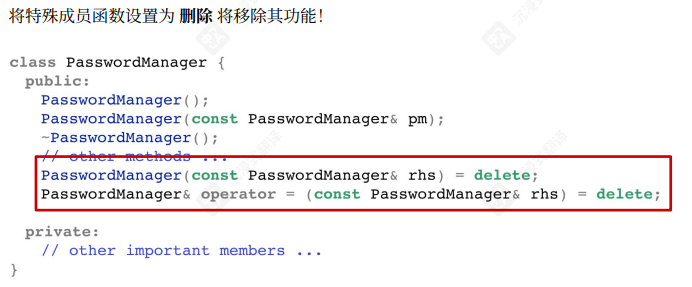 将特殊成员函数设置为 删除 将移除其功能！
class PasswordManager {
public:
PasswordManager();
PasswordManager(const PasswordManager& pm);
~PasswordManager();
// other methods ...
PasswordManager(const PasswordManager& rhs) = delete;
PasswordManager& operator = (const PasswordManager& rhs) = delete;
private:
// other important members ...
}